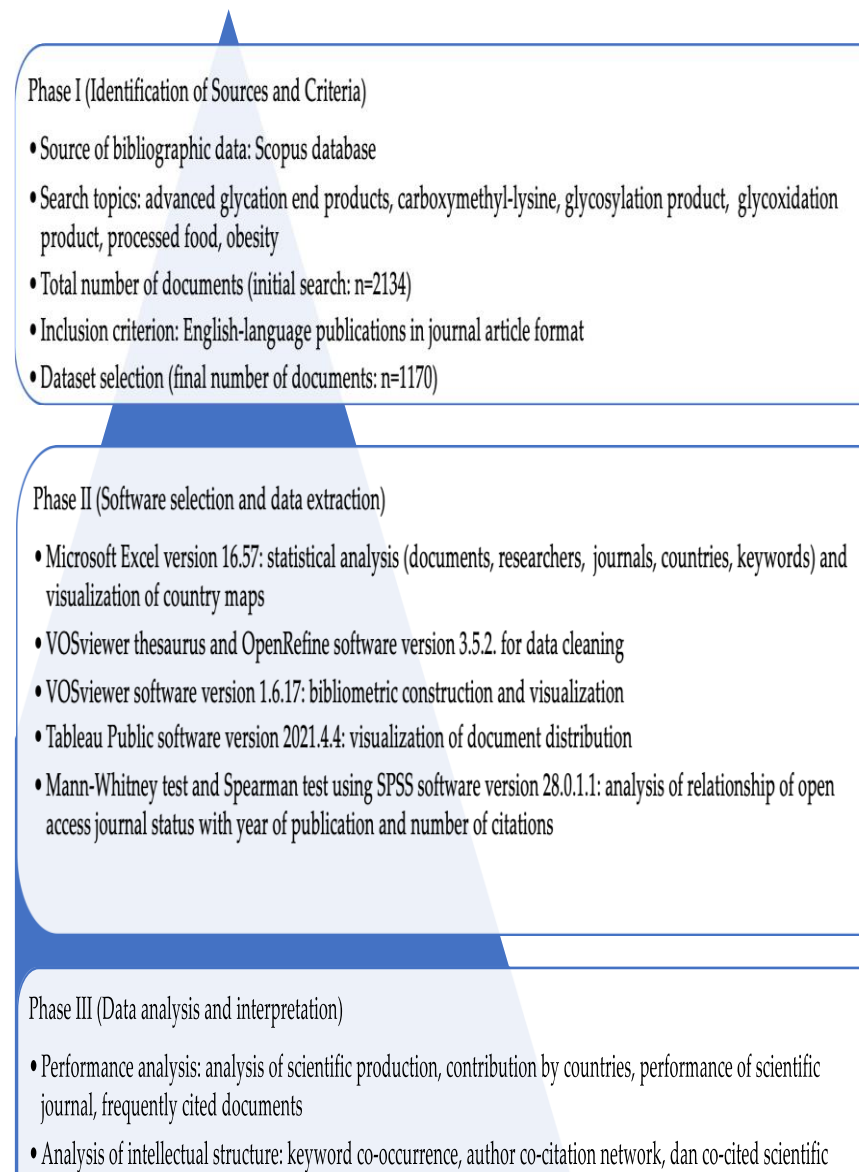 Phase I (Identification of Sources and Criteria)
• Source of bibliographic data: Scopus database
• Search topics: advanced glycation end products, carboxymethyl-lysine, glycosylation product, glycoxidation
product, processed food, obesity
• Total number of documents (initial search: n=2134)
• Inclusion criterion: English-language publications in journal article format
• Dataset selection (final number of documents: n=1170)
Phase II (Software selection and data extraction)
• Microsoft Excel version 16.57: statistical analysis (documents, researchers, journals, countries, keywords) and
visualization of country maps
• VOSviewer thesaurus and OpenRefine software version 3.5.2. for data cleaning
• VOSviewer software version 1.6.17: bibliometric construction and visualization
• Tableau Public software version 2021.4.4: visualization of document distribution
• Mann-Whitney test and Spearman test using SPSS software version 28.0.1.1: analysis of relationship of open
access journal status with year of publication and number of citations
Phase III (Data analysis and interpretation)
• Performance analysis: analysis of scientific production, contribution by countries, performance of scientific
journal, frequently cited documents
• Analysis of intellectual structure: keyword co-occurrence, author co-citation network, dan co-cited scientific